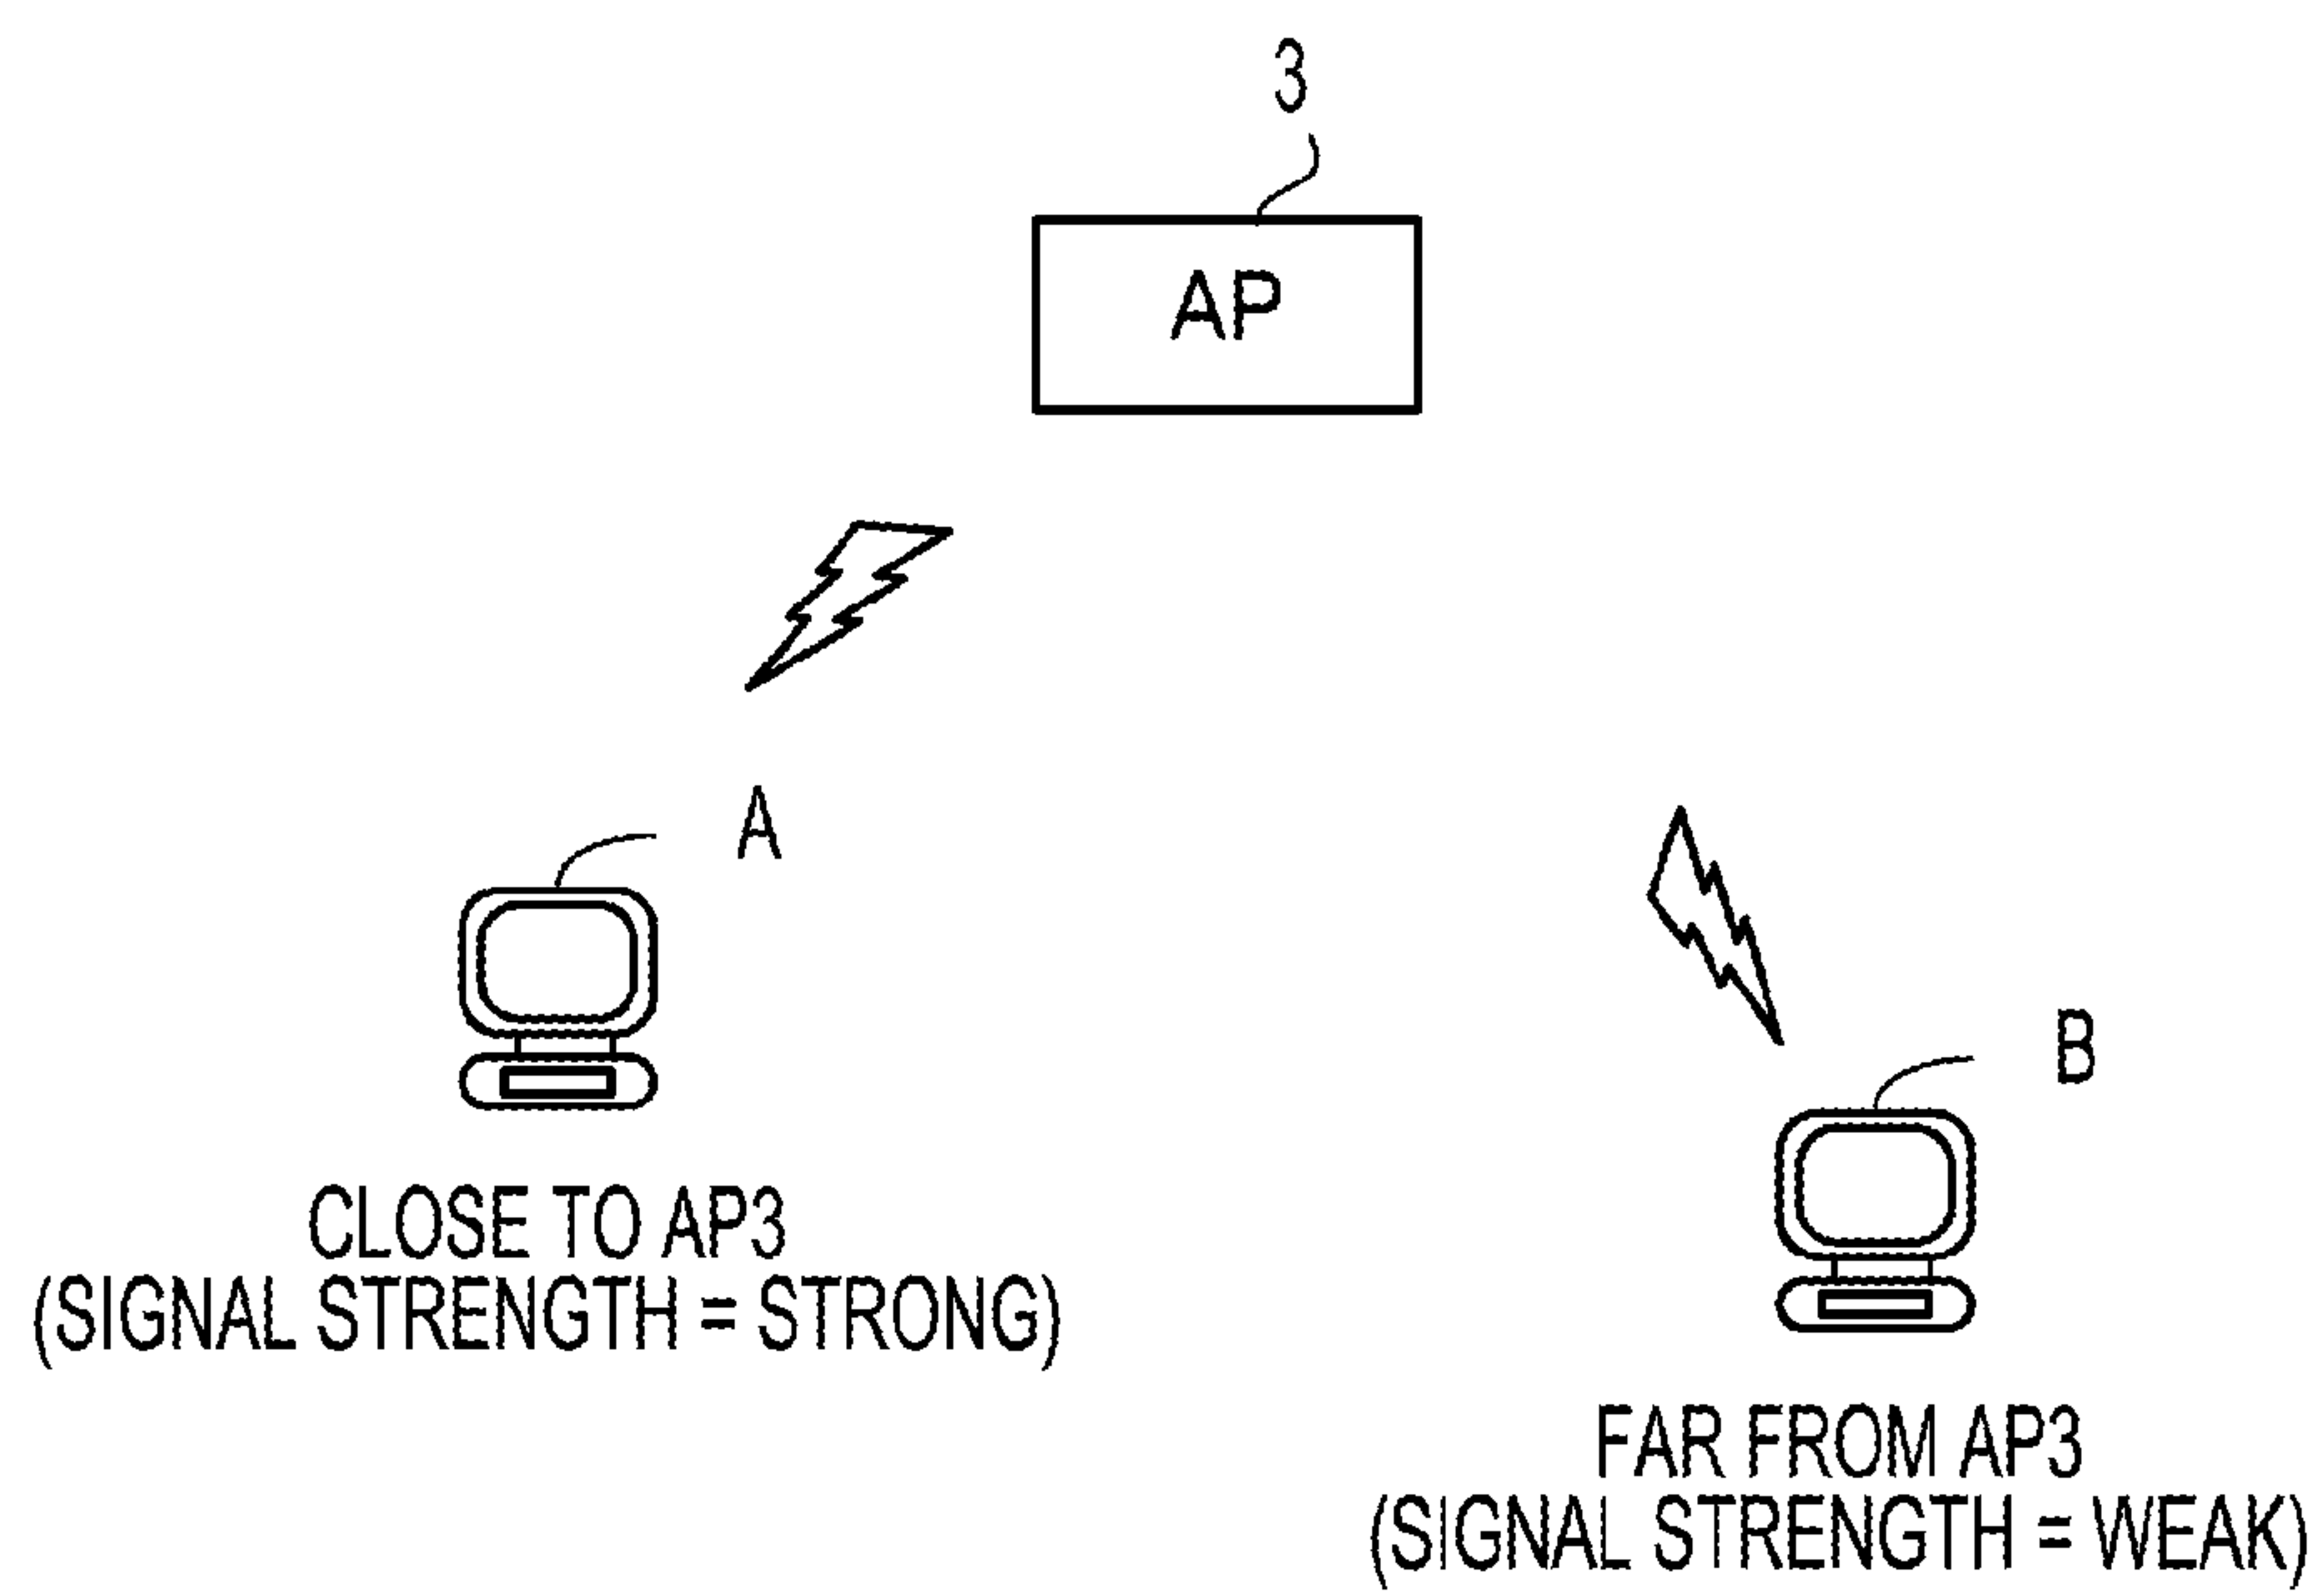 3
AP
A
B
CLOSE TO AP3
(SIGNAL STRENGTH = STRONG)
FAR FROM AP3
(SIGNAL STRENGTH = WEAK)